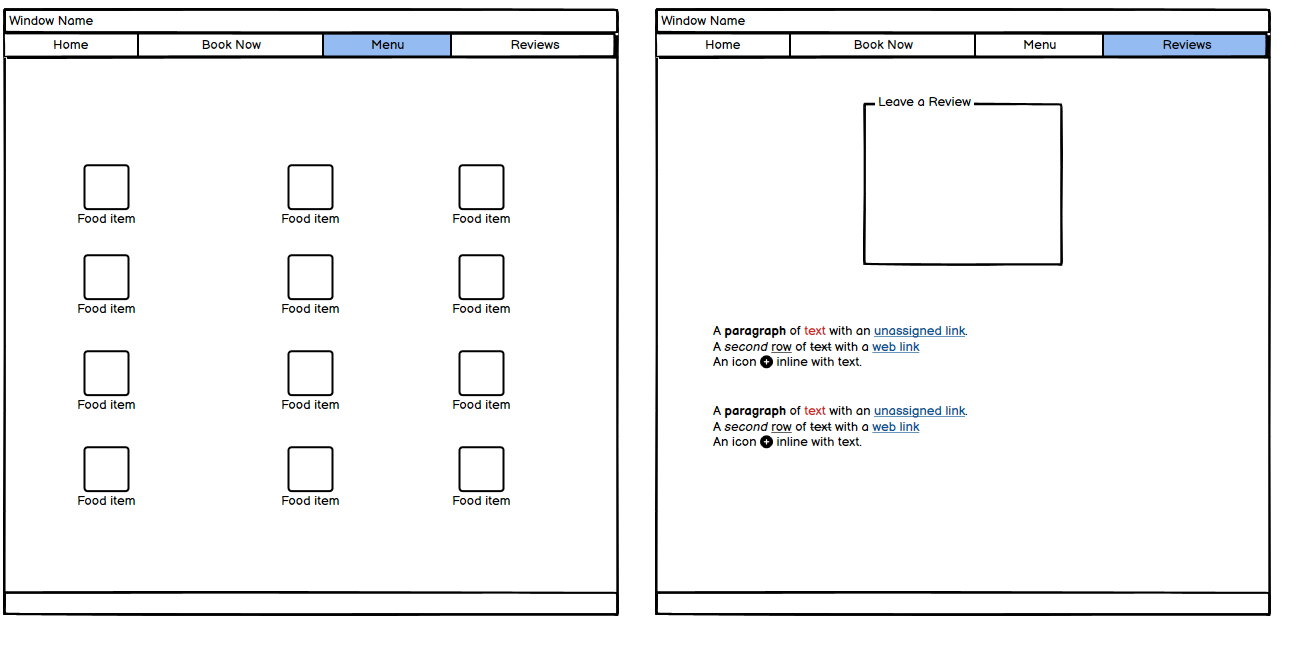 Window Name
Home Book Now Menu Reviews
Food item Food item Food item
Food item Food item Food item
Food item Food item Food item
Food item Food item Food item
Window Name
Home Book Now Menu Reviews
Leave a Review
A paragraph of text with an unassigned link.
A second row of text with a web link
An icon inline with text.
A paragraph of text with an unassigned link.
A second row of text with a web link
An icon inline with text.